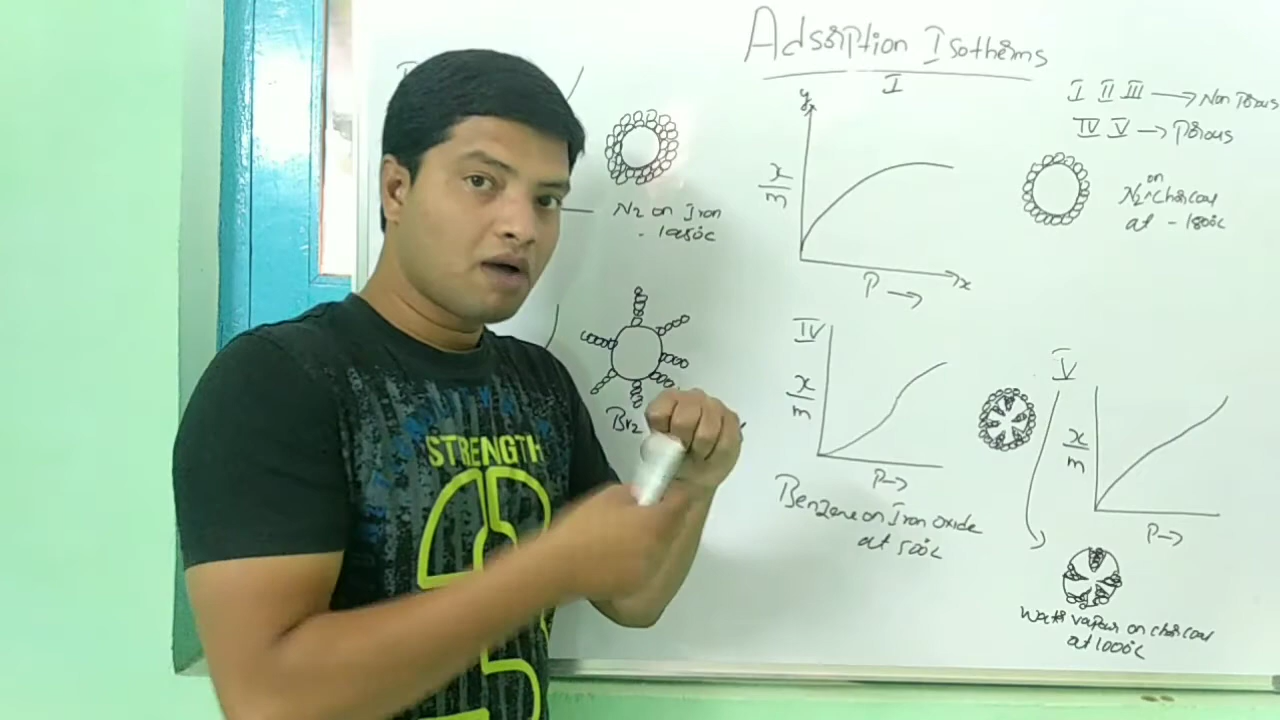 Adsorption Isotherms
I
y
x/m
P →
x
I II III → Non Porous
IV V → Porous
N2 on charcoal
at - 180°C
N2 on Iron
- 195°C
Br2
IV
x/m
P →
Benzene on Iron oxide
at 50°C
V
x/m
P →
Water vapour on charcoal
at 100°C
STRENGTH